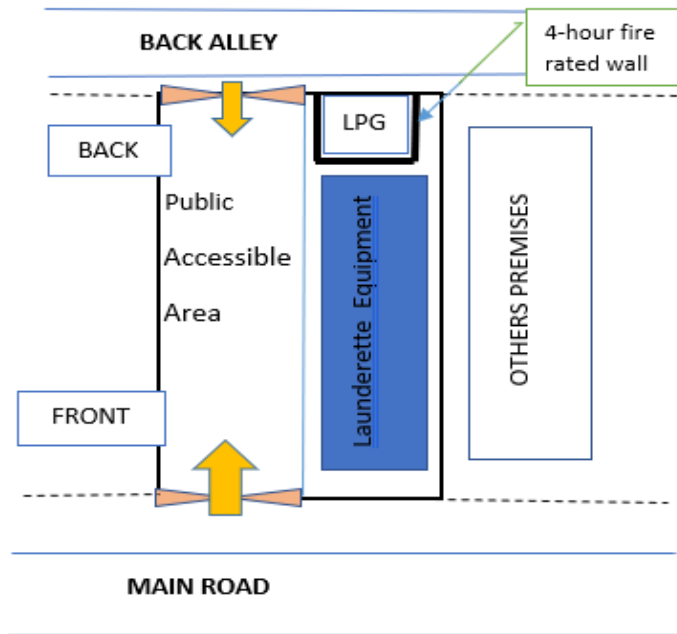 BACK ALLEY
4-hour fire
rated wall
LPG
BACK
Public
Accessible
Area
Launderette Equipment
OTHERS PREMISES
FRONT
MAIN ROAD